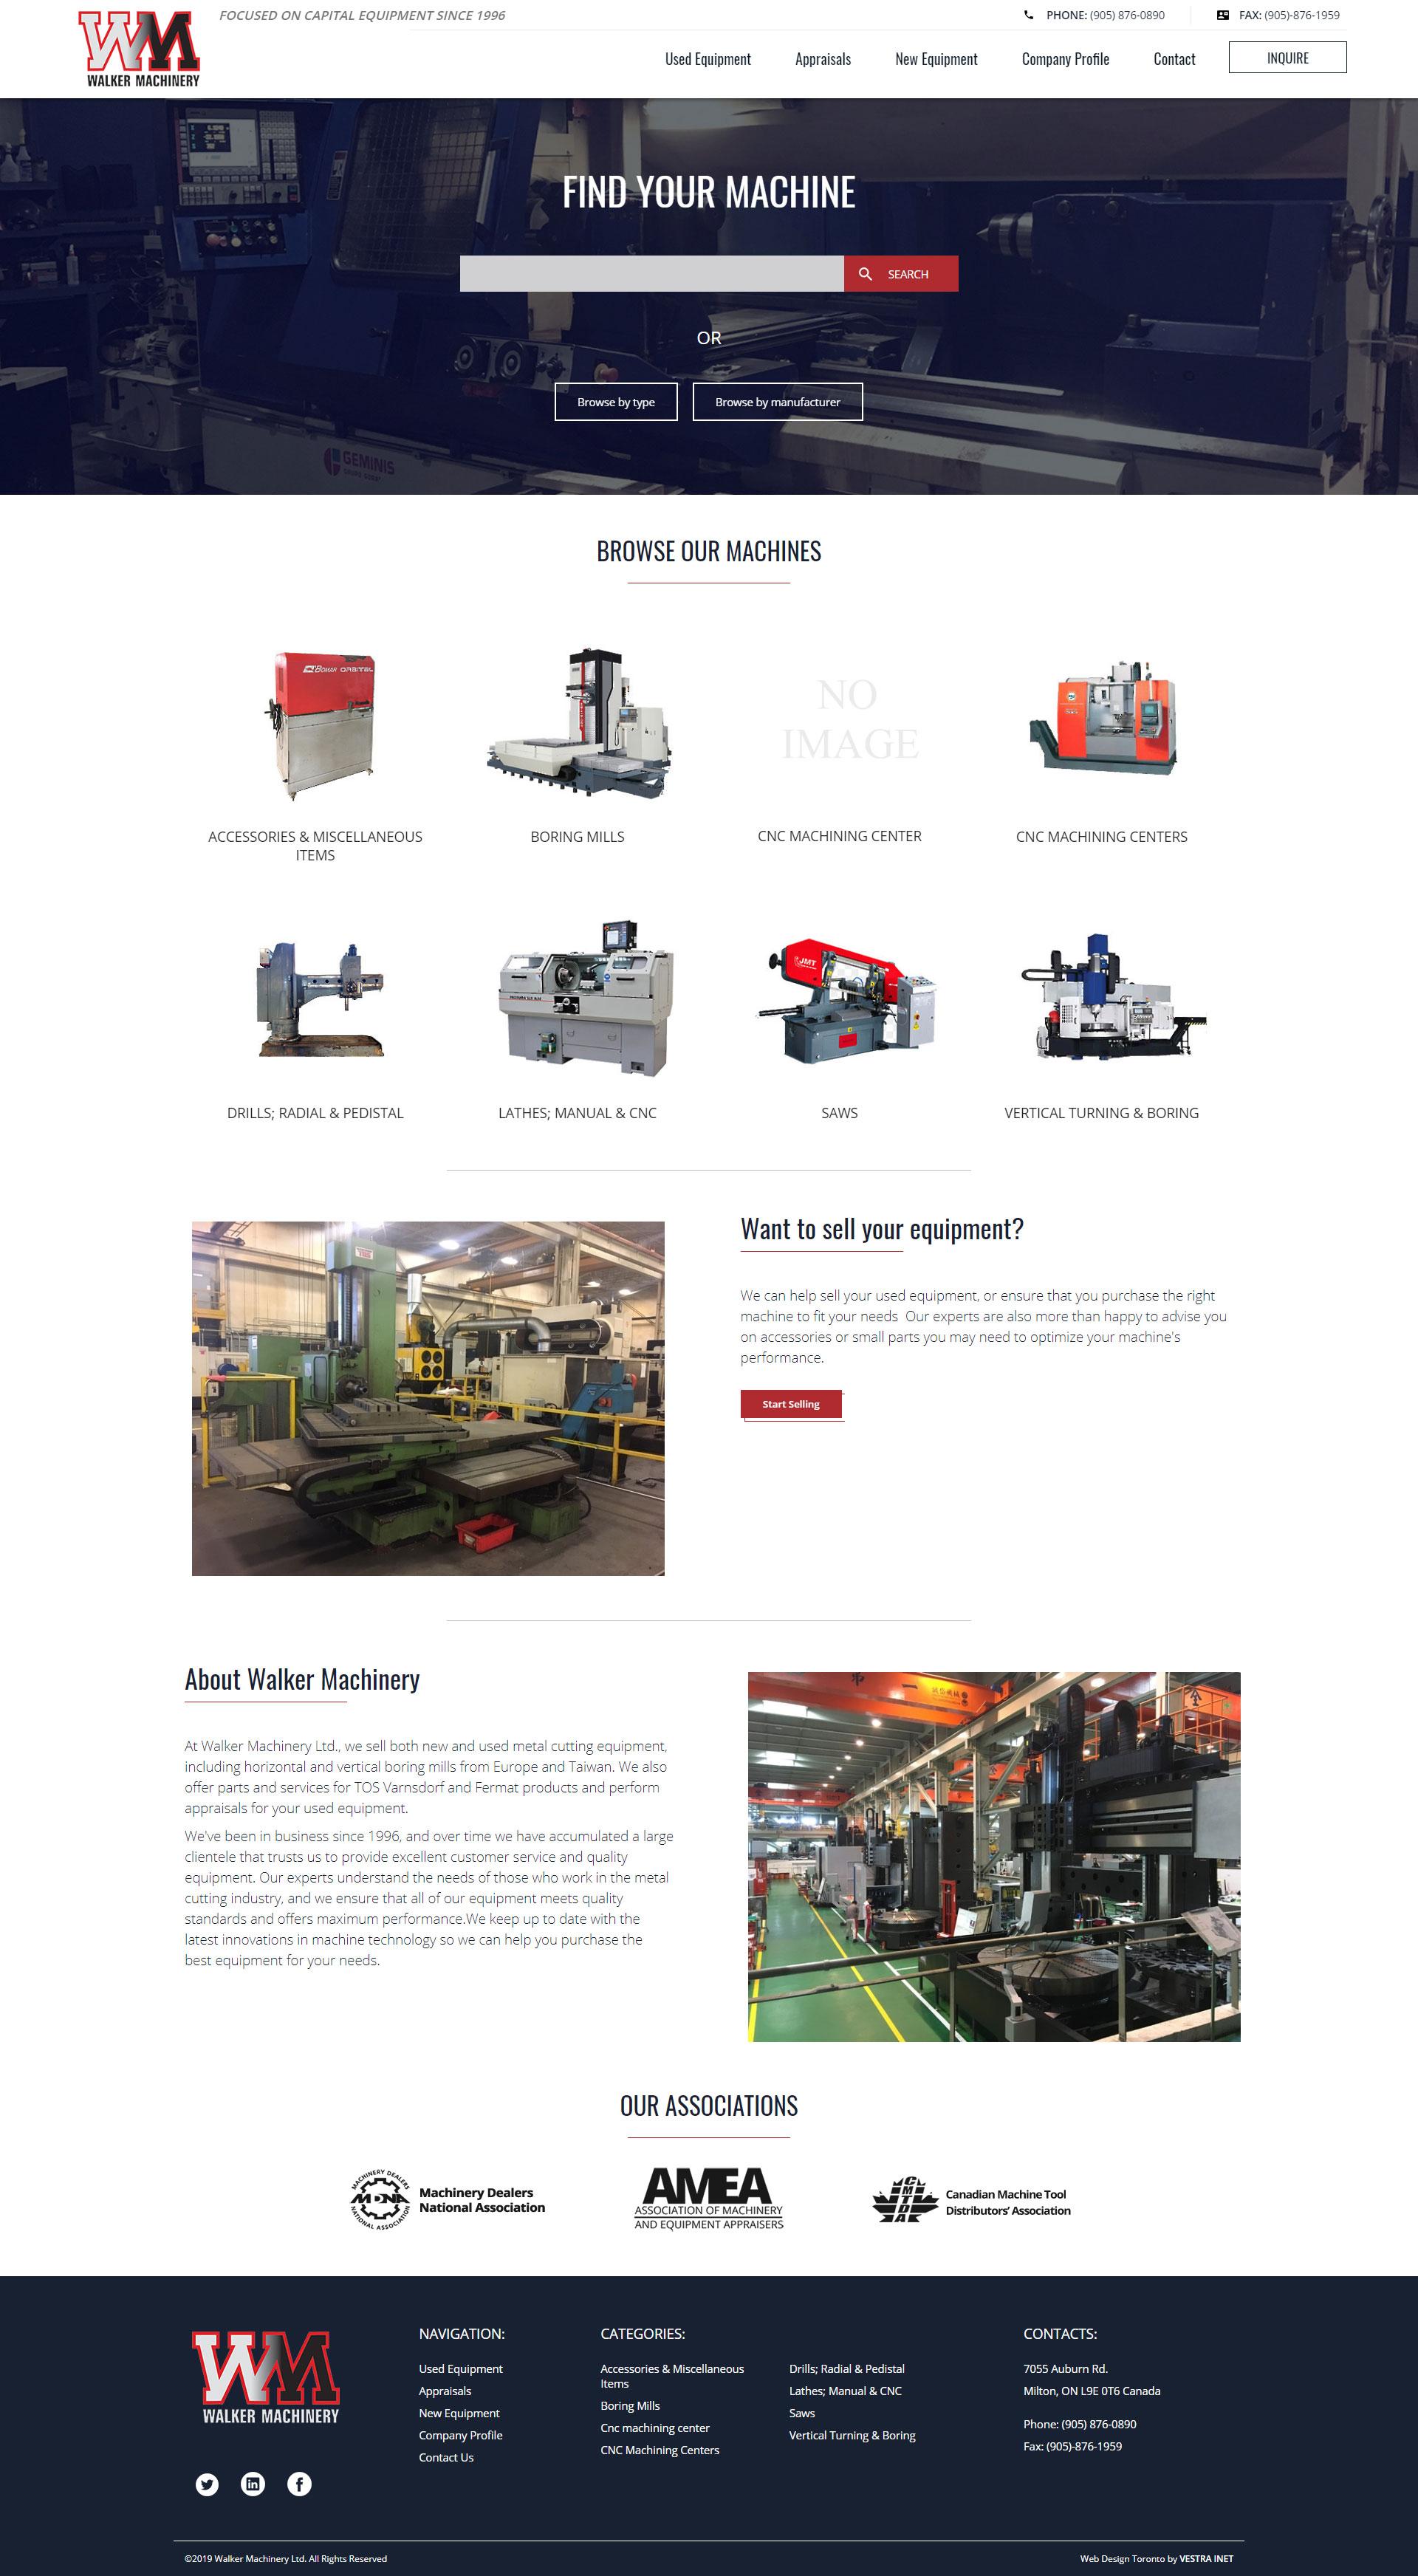 WM
WALKER MACHINERY
FOCUSED ON CAPITAL EQUIPMENT SINCE 1996
PHONE: (905) 876-0890
FAX: (905)-876-1959
Used Equipment
Appraisals
New Equipment
Company Profile
Contact
INQUIRE
FIND YOUR MACHINE
SEARCH
OR
Browse by type
Browse by manufacturer
GEMINIS
BROWSE OUR MACHINES
BOMAR ORBITAL
NO
IMAGE
ACCESSORIES & MISCELLANEOUS
ITEMS
BORING MILLS
CNC MACHINING CENTER
CNC MACHINING CENTERS
JMT
DRILLS; RADIAL & PEDISTAL
LATHES; MANUAL & CNC
SAWS
VERTICAL TURNING & BORING
Want to sell your equipment?
We can help sell your used equipment, or ensure that you purchase the right
machine to fit your needs  Our experts are also more than happy to advise you
on accessories or small parts you may need to optimize your machine's
performance.
Start Selling
About Walker Machinery
At Walker Machinery Ltd., we sell both new and used metal cutting equipment,
including horizontal and vertical boring mills from Europe and Taiwan. We also
offer parts and services for TOS Varnsdorf and Fermat products and perform
appraisals for your used equipment.
We've been in business since 1996, and over time we have accumulated a large
clientele that trusts us to provide excellent customer service and quality
equipment. Our experts understand the needs of those who work in the metal
cutting industry, and we ensure that all of our equipment meets quality
standards and offers maximum performance.We keep up to date with the
latest innovations in machine technology so we can help you purchase the
best equipment for your needs.
OUR ASSOCIATIONS
MACHINERY DEALERS
MDNA
NATIONAL ASSOCIATION
Machinery Dealers
National Association
AMEA
ASSOCIATION OF MACHINERY
AND EQUIPMENT APPRAISERS
CMTDA
Canadian Machine Tool
Distributors' Association
WM
WALKER MACHINERY
NAVIGATION:
Used Equipment
Appraisals
New Equipment
Company Profile
Contact Us
CATEGORIES:
Accessories & Miscellaneous
Items
Boring Mills
Cnc machining center
CNC Machining Centers
Drills; Radial & Pedistal
Lathes; Manual & CNC
Saws
Vertical Turning & Boring
CONTACTS:
7055 Auburn Rd.
Milton, ON L9E 0T6 Canada
Phone: (905) 876-0890
Fax: (905)-876-1959
©2019 Walker Machinery Ltd. All Rights Reserved
Web Design Toronto by VESTRA INET